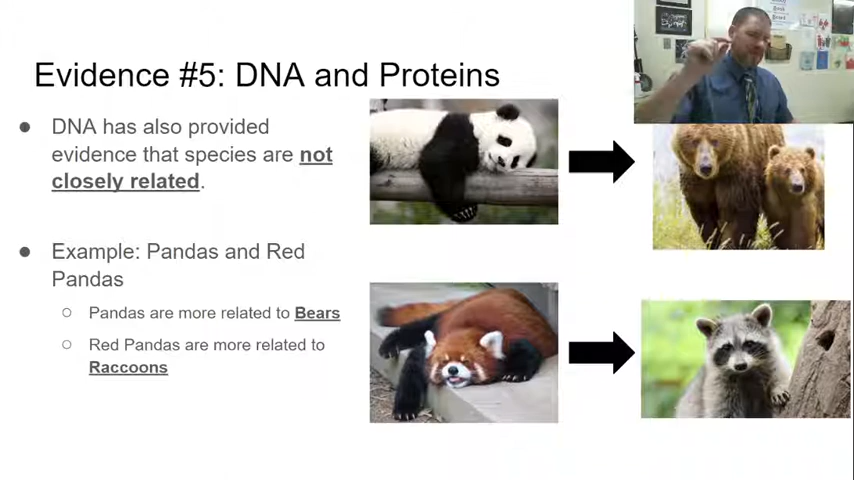 Evidence #5: DNA and Proteins
● DNA has also provided
evidence that species are not
closely related.
● Example: Pandas and Red
Pandas
○ Pandas are more related to Bears
○ Red Pandas are more related to
Raccoons